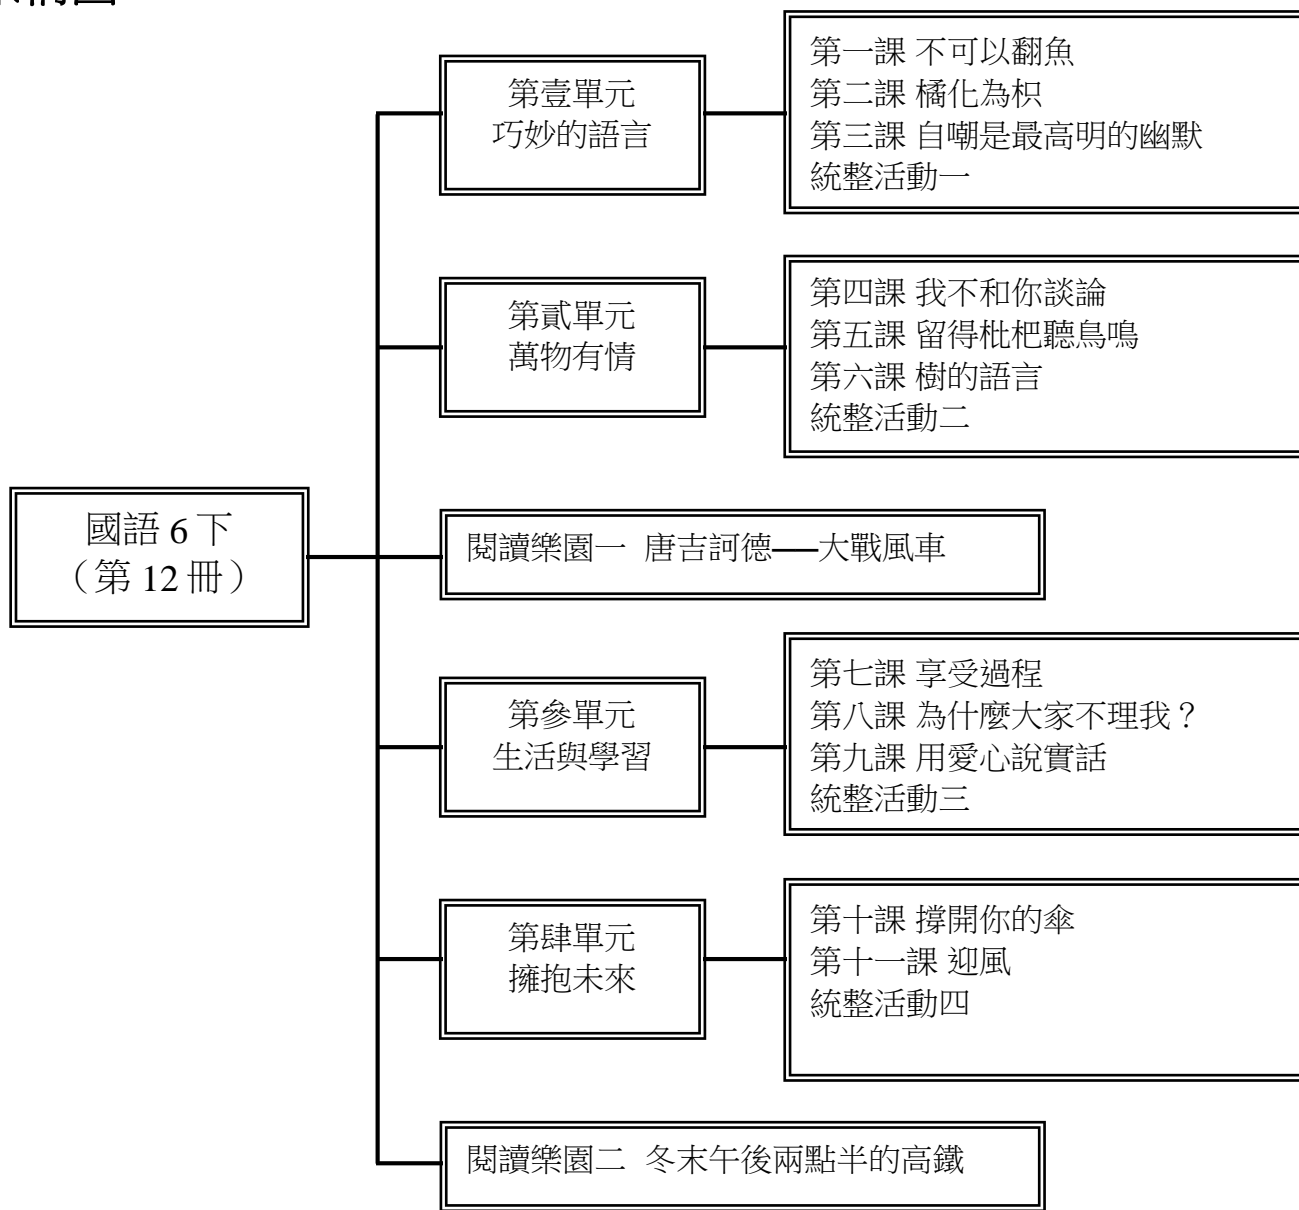 第壹單元
巧妙的語言
第一課 不可以翻魚
第二課 橘化為枳
第三課 自嘲是最高明的幽默
統整活動一
第貳單元
萬物有情
第四課 我不和你談論
第五課 留得枇杷聽鳥鳴
第六課 樹的語言
統整活動二
國語 6 下
（第 12 冊）
閱讀樂園一 唐吉訶德──大戰風車
第參單元
生活與學習
第七課 享受過程
第八課 為什麼大家不理我？
第九課 用愛心說實話
統整活動三
第肆單元
擁抱未來
第十課 撐開你的傘
第十一課 迎風
統整活動四
閱讀樂園二 冬末午後兩點半的高鐵